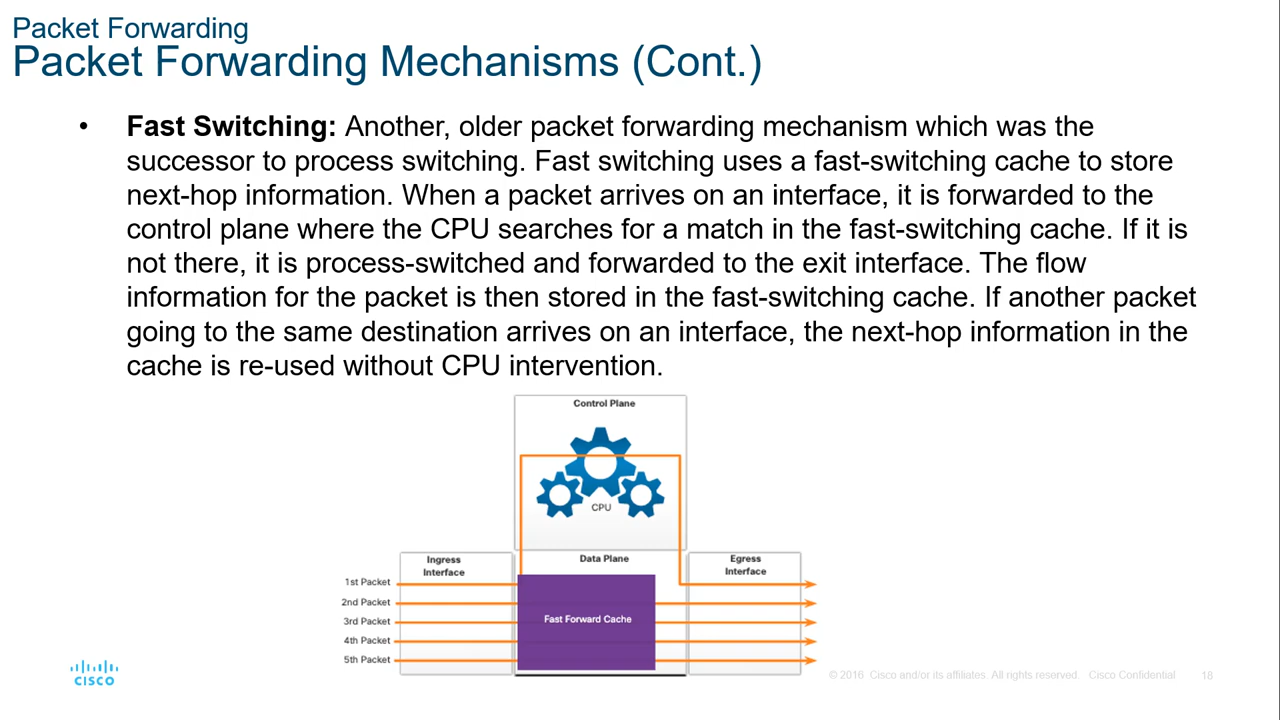 Packet Forwarding
Packet Forwarding Mechanisms (Cont.)
• Fast Switching: Another, older packet forwarding mechanism which was the
successor to process switching. Fast switching uses a fast-switching cache to store
next-hop information. When a packet arrives on an interface, it is forwarded to the
control plane where the CPU searches for a match in the fast-switching cache. If it is
not there, it is process-switched and forwarded to the exit interface. The flow
information for the packet is then stored in the fast-switching cache. If another packet
going to the same destination arrives on an interface, the next-hop information in the
cache is re-used without CPU intervention.
Control Plane
CPU
Ingress
Interface
Data Plane
Egress
Interface
1st Packet
2nd Packet
3rd Packet
4th Packet
5th Packet
Fast Forward Cache
CISCO
© 2016 Cisco and/or its affiliates. All rights reserved. Cisco Confidential
18